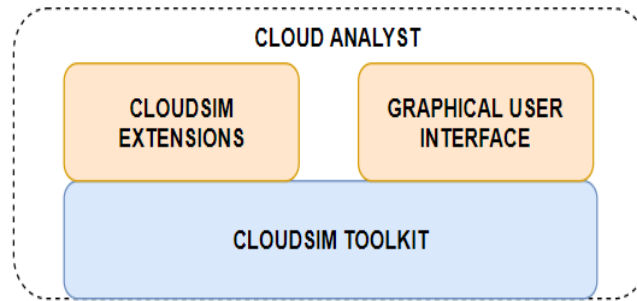 CLOUD ANALYST
CLOUDSIM
EXTENSIONS
GRAPHICAL USER
INTERFACE
CLOUDSIM TOOLKIT